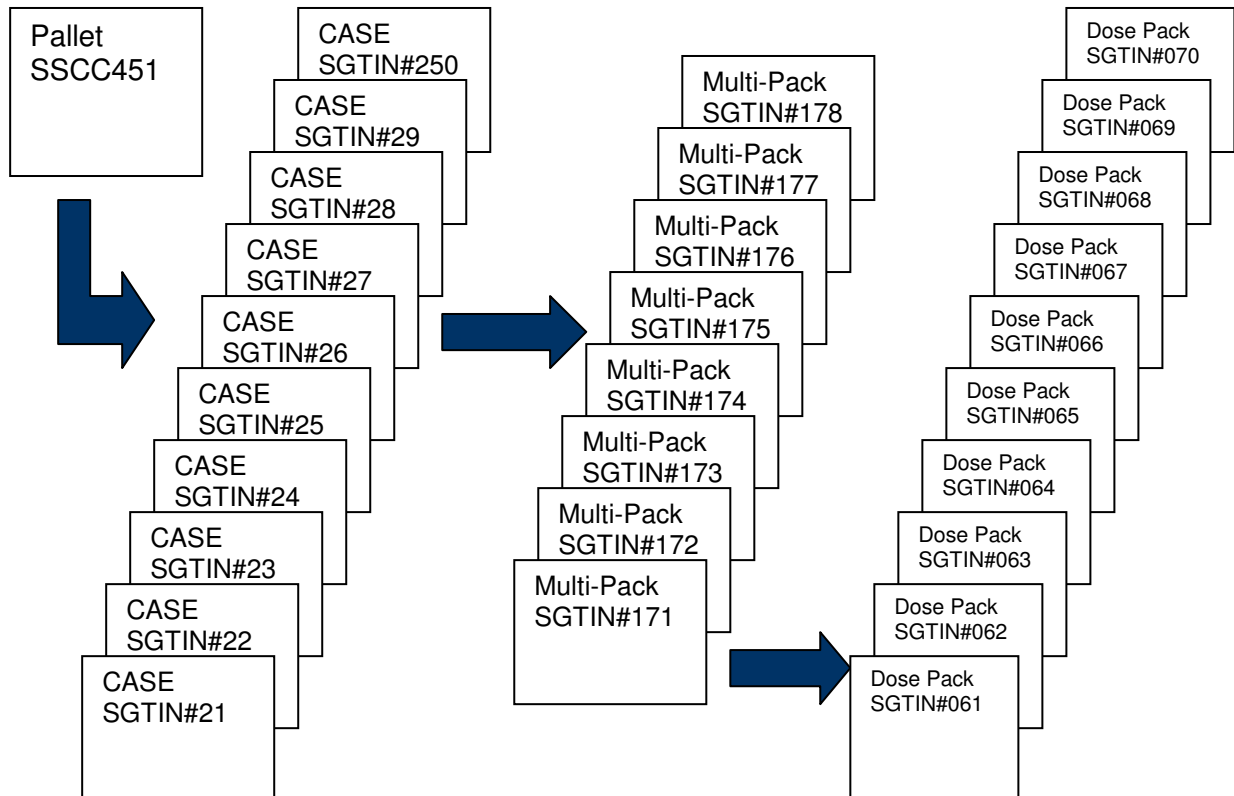 Pallet
SSCC451
CASE
SGTIN#250
CASE
SGTIN#29
CASE
SGTIN#28
CASE
SGTIN#27
CASE
SGTIN#26
CASE
SGTIN#25
CASE
SGTIN#24
CASE
SGTIN#23
CASE
SGTIN#22
CASE
SGTIN#21
Multi-Pack
SGTIN#178
Multi-Pack
SGTIN#177
Multi-Pack
SGTIN#176
Multi-Pack
SGTIN#175
Multi-Pack
SGTIN#174
Multi-Pack
SGTIN#173
Multi-Pack
SGTIN#172
Multi-Pack
SGTIN#171
Dose Pack
SGTIN#070
Dose Pack
SGTIN#069
Dose Pack
SGTIN#068
Dose Pack
SGTIN#067
Dose Pack
SGTIN#066
Dose Pack
SGTIN#065
Dose Pack
SGTIN#064
Dose Pack
SGTIN#063
Dose Pack
SGTIN#062
Dose Pack
SGTIN#061